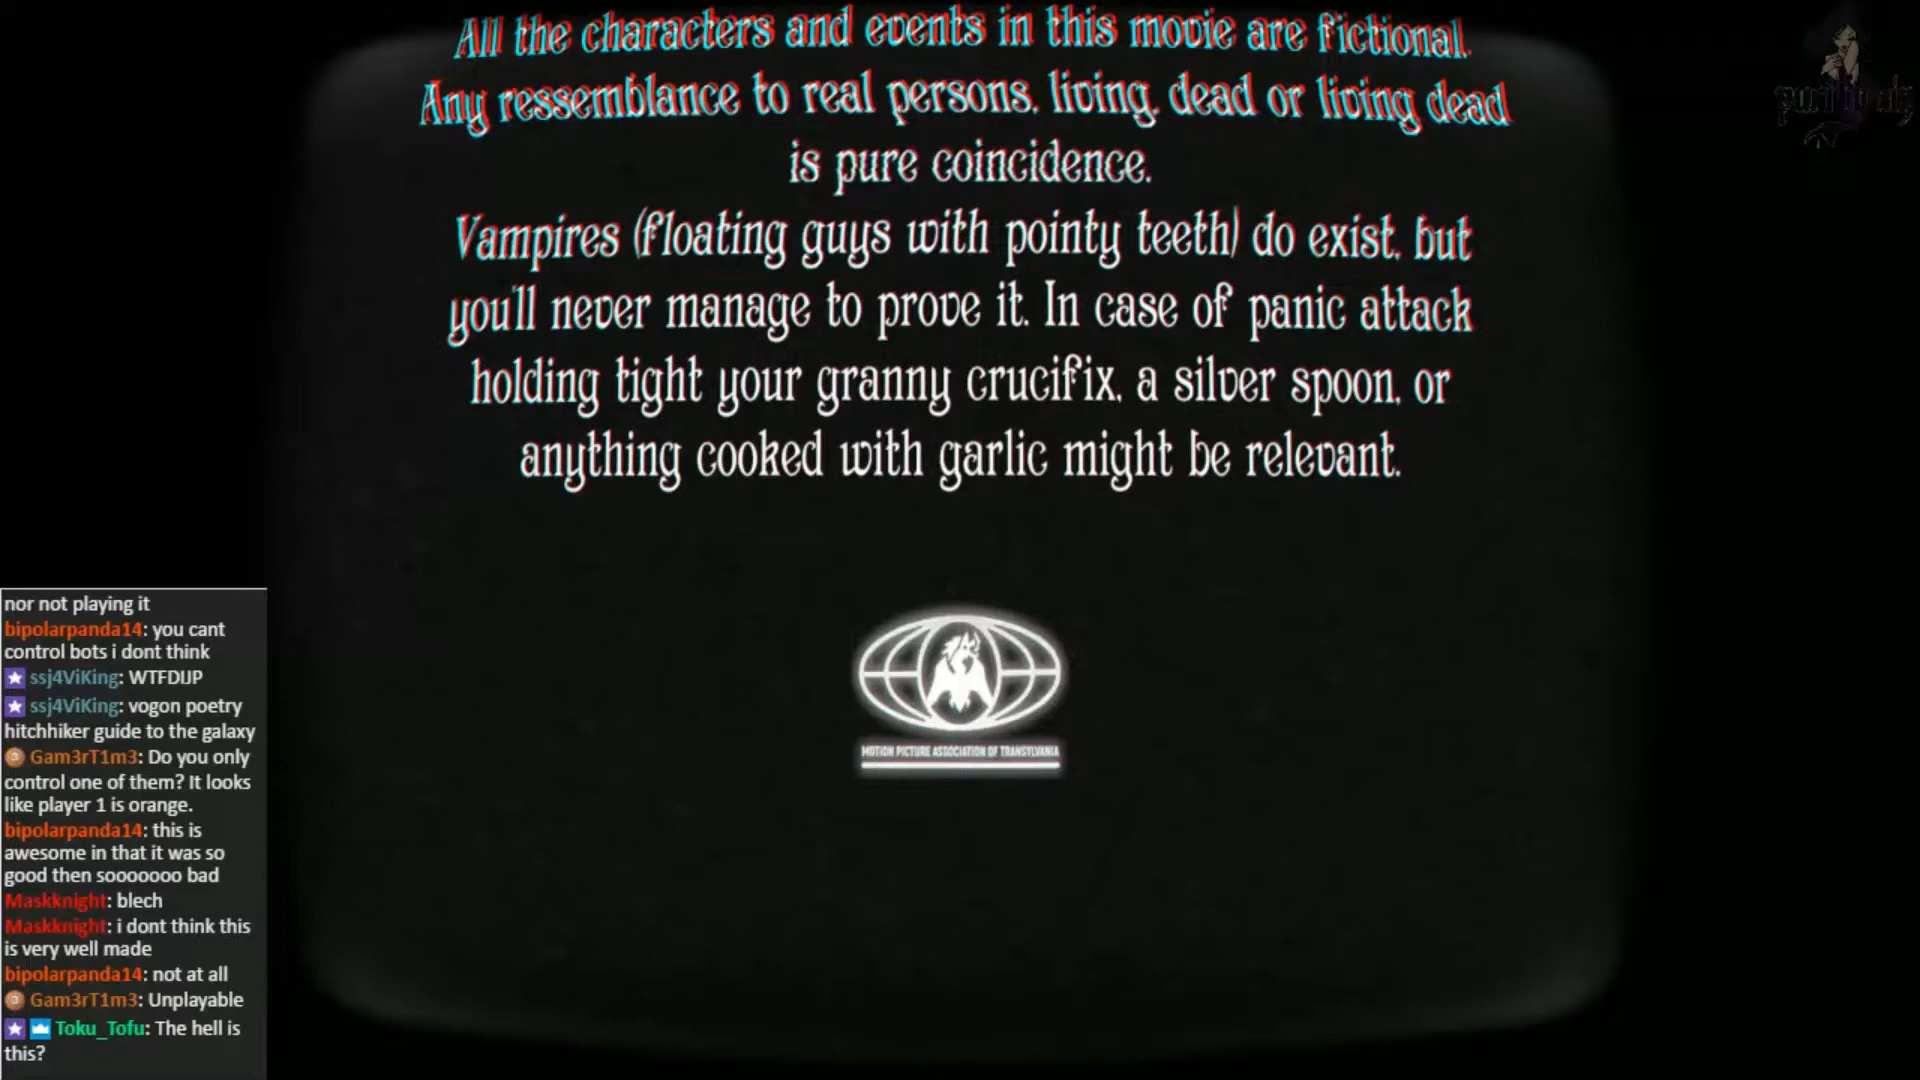 All the characters and events in this movie are fictional.
Any ressemblance to real persons, living, dead or living dead
is pure coincidence.
Vampires (floating guys with pointy teeth) do exist, but
you'll never manage to prove it. In case of panic attack
holding tight your granny crucifix, a silver spoon, or
anything cooked with garlic might be relevant.
MOTION PICTURE ASSOCIATION OF TRANSYLVANIA
nor not playing it
bipolarpanda14: you cant
control bots i dont think
ssj4ViKing: WTFDIJP
ssj4ViKing: vogon poetry
hitchhiker guide to the galaxy
Gam3rT1m3: Do you only
control one of them? It looks
like player 1 is orange.
bipolarpanda14: this is
awesome in that it was so
good then sooooooo bad
Maskknight: blech
Maskknight: i dont think this
is very well made
bipolarpanda14: not at all
Gam3rT1m3: Unplayable
Toku_Tofu: The hell is
this?